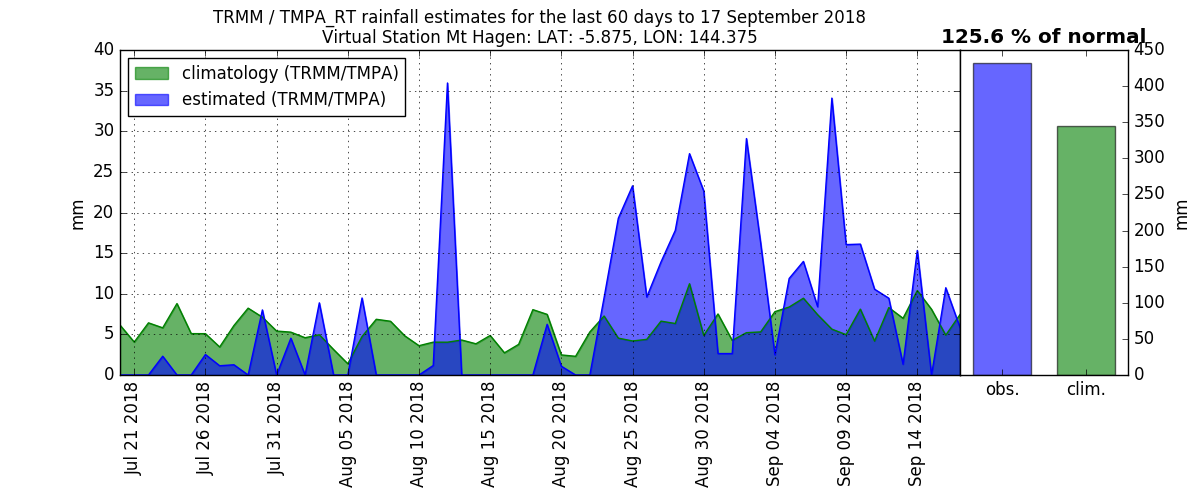 TRMM / TMPA_RT rainfall estimates for the last 60 days to 17 September 2018
Virtual Station Mt Hagen: LAT: -5.875, LON: 144.375
125.6 % of normal
climatology (TRMM/TMPA)
estimated (TRMM/TMPA)
40
35
30
25
20
15
10
5
0
mm
Jul 21 2018
Jul 26 2018
Jul 31 2018
Aug 05 2018
Aug 10 2018
Aug 15 2018
Aug 20 2018
Aug 25 2018
Aug 30 2018
Sep 04 2018
Sep 09 2018
Sep 14 2018
obs.
clim.
450
400
350
300
250
200
150
100
50
0
mm